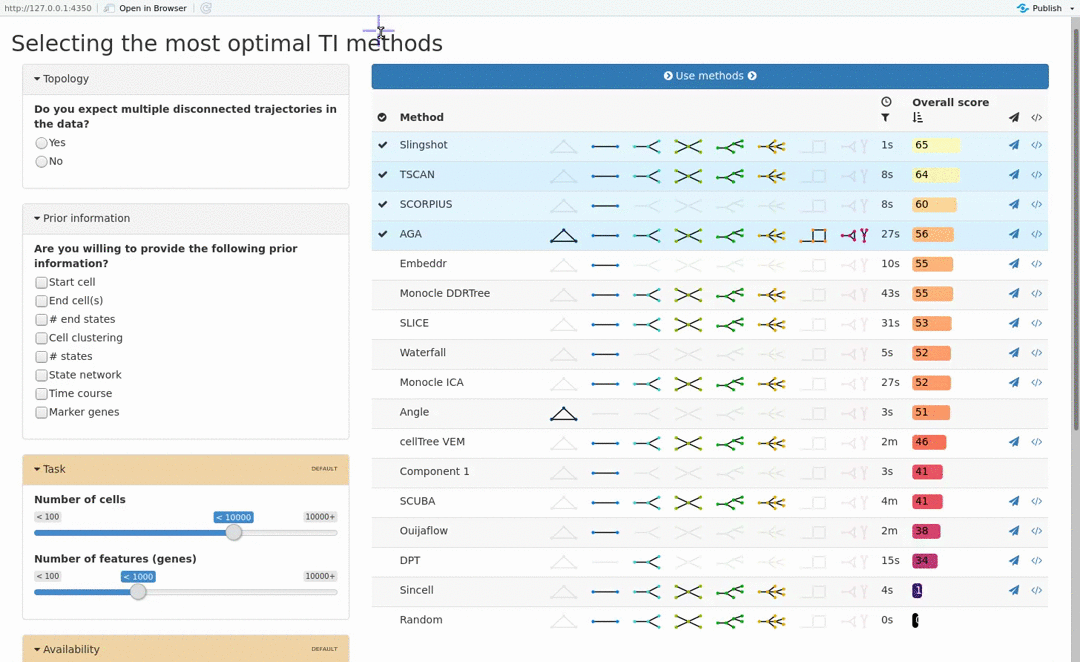 http://127.0.0.1:4350 Open in Browser Publish
Selecting the most optimal TI methods
Topology
Do you expect multiple disconnected trajectories in
the data?
Yes
No
Prior information
Are you willing to provide the following prior
information?
Start cell
End cell(s)
# end states
Cell clustering
# states
State network
Time course
Marker genes
Task DEFAULT
Number of cells
< 100 < 10000 10000+
Number of features (genes)
< 100 < 1000 10000+
Availability DEFAULT
Use methods
Method Overall score
Slingshot 1s 65
TSCAN 8s 64
SCORPIUS 8s 60
AGA 27s 56
Embeddr 10s 55
Monocle DDRTree 43s 55
SLICE 31s 53
Waterfall 5s 52
Monocle ICA 27s 52
Angle 3s 51
cellTree VEM 2m 46
Component 1 3s 41
SCUBA 4m 41
Ouijaflow 2m 38
DPT 15s 34
Sincell 4s 1
Random 0s